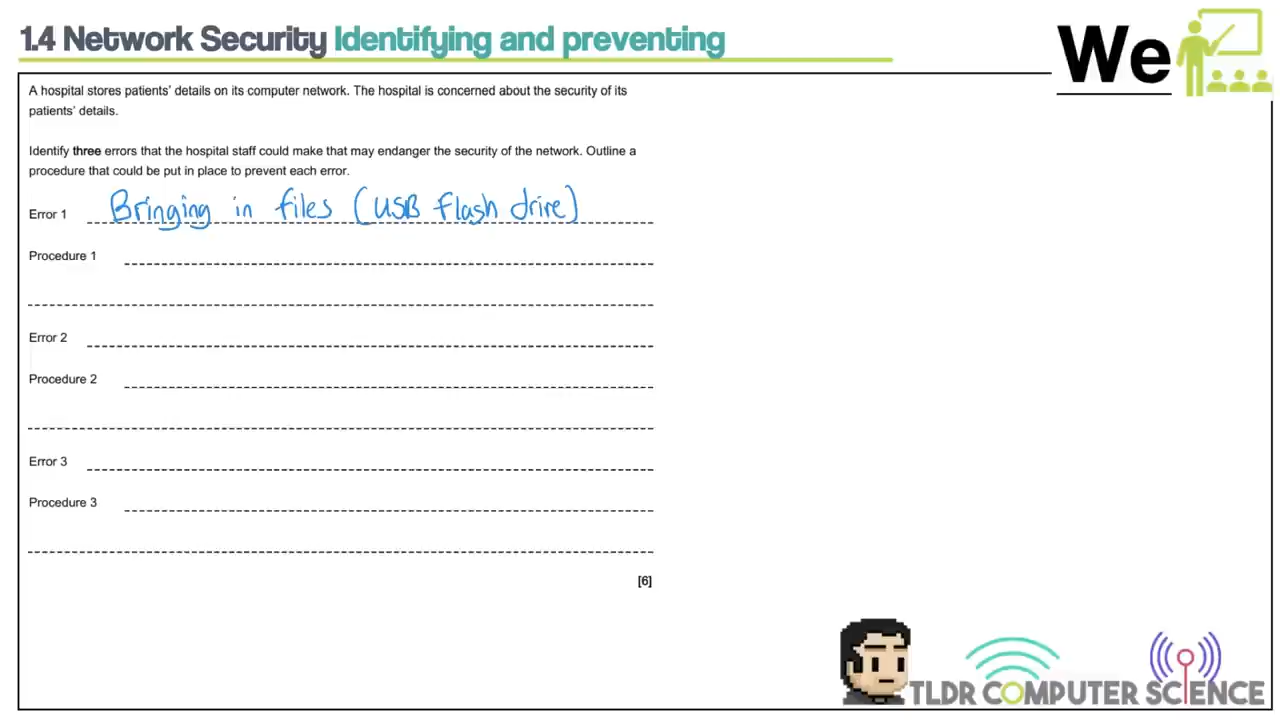 1.4 Network Security Identifying and preventing
We
A hospital stores patients' details on its computer network. The hospital is concerned about the security of its
patients' details.
Identify three errors that the hospital staff could make that may endanger the security of the network. Outline a
procedure that could be put in place to prevent each error.
Error 1 Bringing in files (USB flash drive)
Procedure 1
Error 2
Procedure 2
Error 3
Procedure 3
[6]
TLDR COMPUTER SCIENCE